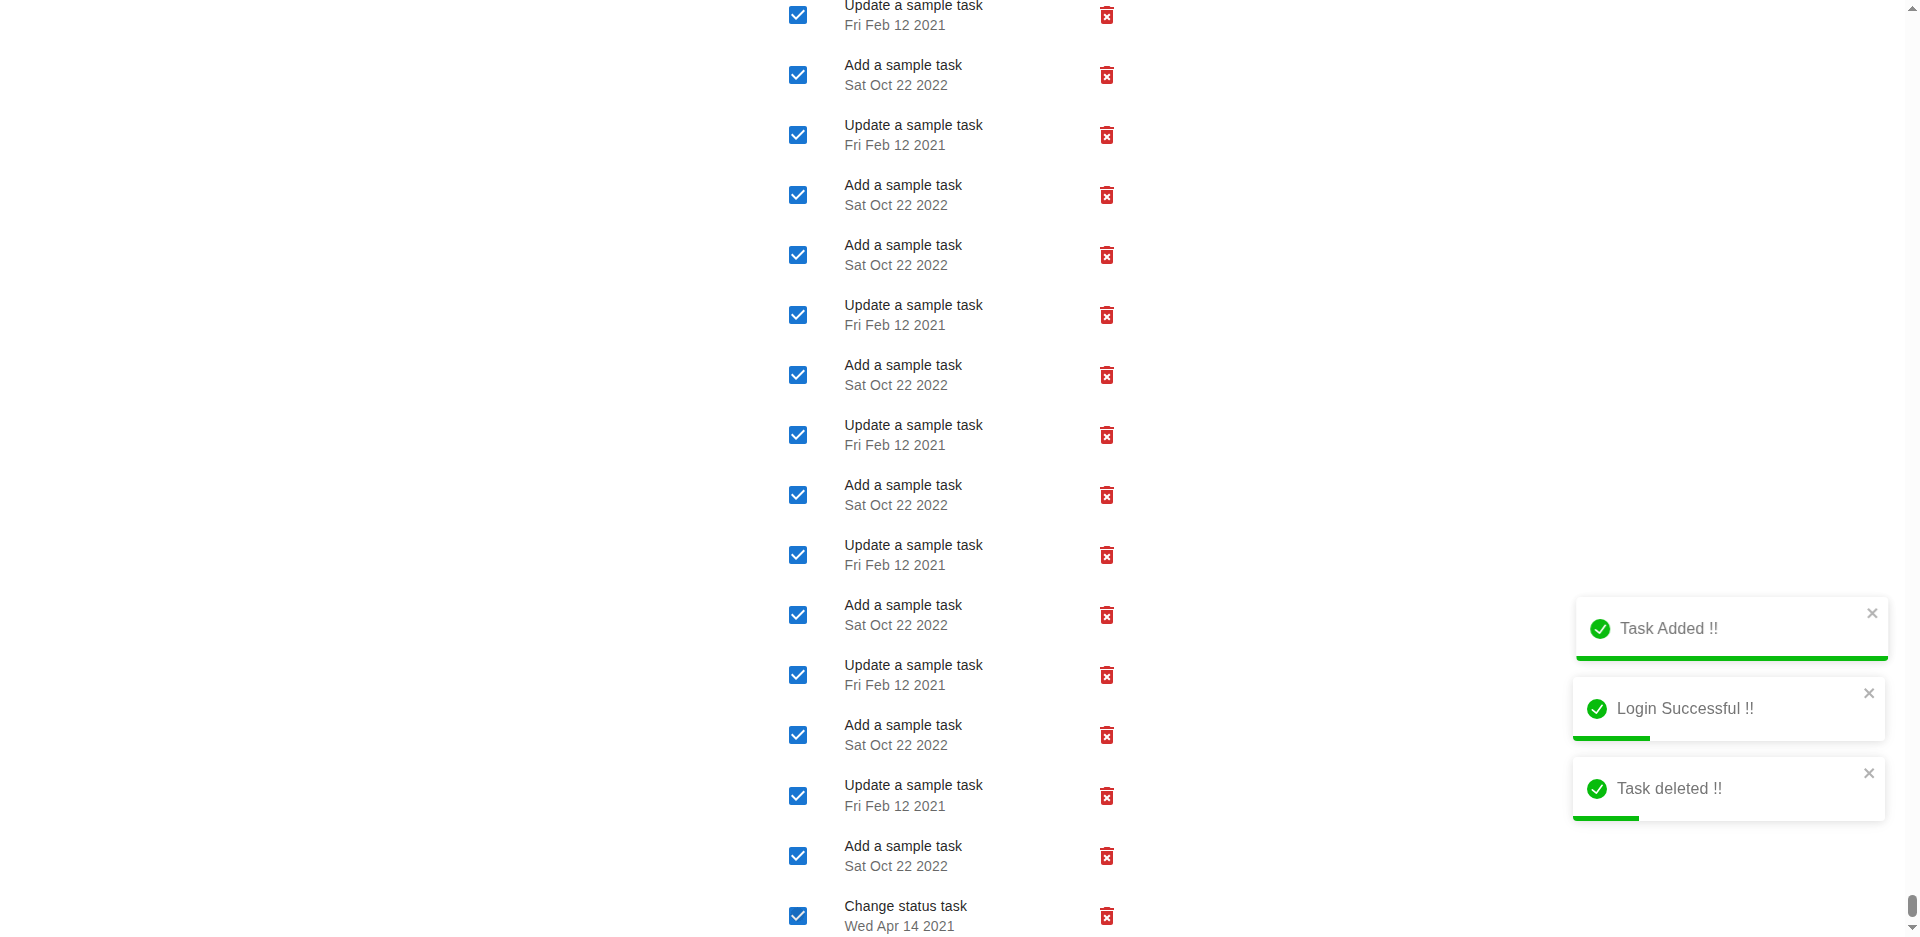 Update a sample task
Fri Feb 12 2021
Add a sample task
Sat Oct 22 2022
Update a sample task
Fri Feb 12 2021
Add a sample task
Sat Oct 22 2022
Add a sample task
Sat Oct 22 2022
Update a sample task
Fri Feb 12 2021
Add a sample task
Sat Oct 22 2022
Update a sample task
Fri Feb 12 2021
Add a sample task
Sat Oct 22 2022
Update a sample task
Fri Feb 12 2021
Add a sample task
Sat Oct 22 2022
Update a sample task
Fri Feb 12 2021
Add a sample task
Sat Oct 22 2022
Update a sample task
Fri Feb 12 2021
Add a sample task
Sat Oct 22 2022
Change status task
Wed Apr 14 2021
Task Added !!
Login Successful !!
Task deleted !!